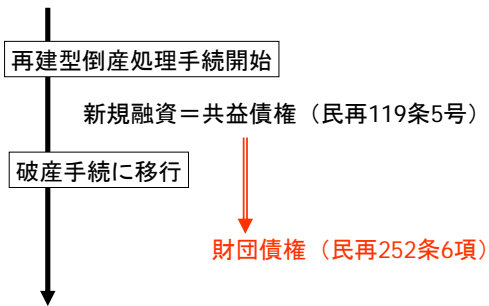 再建型倒産処理手続開始
新規融資＝共益債権（民再119条5号）
破産手続に移行
財団債権（民再252条6項）